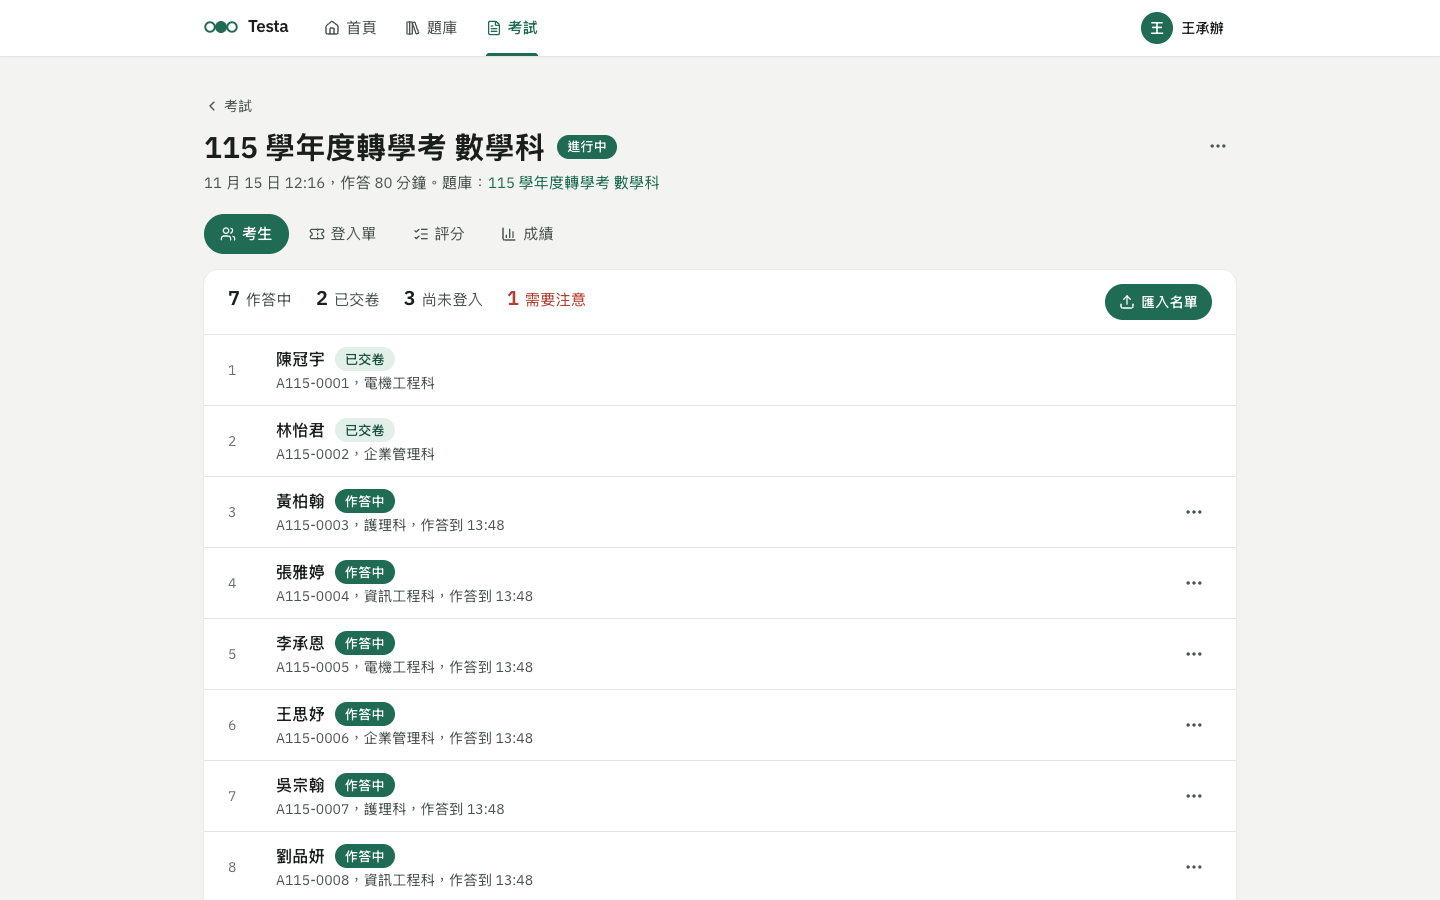 Testa
首頁
題庫
考試
王
王承辦
考試
115 學年度轉學考 數學科 進行中
11 月 15 日 12:16，作答 80 分鐘。題庫：115 學年度轉學考 數學科
考生
登入單
評分
成績
7 作答中 2 已交卷 3 尚未登入 1 需要注意
匯入名單
1
陳冠宇 已交卷
A115-0001，電機工程科
2
林怡君 已交卷
A115-0002，企業管理科
3
黃柏翰 作答中
A115-0003，護理科，作答到 13:48
4
張雅婷 作答中
A115-0004，資訊工程科，作答到 13:48
5
李承恩 作答中
A115-0005，電機工程科，作答到 13:48
6
王思妤 作答中
A115-0006，企業管理科，作答到 13:48
7
吳宗翰 作答中
A115-0007，護理科，作答到 13:48
8
劉品妍 作答中
A115-0008，資訊工程科，作答到 13:48